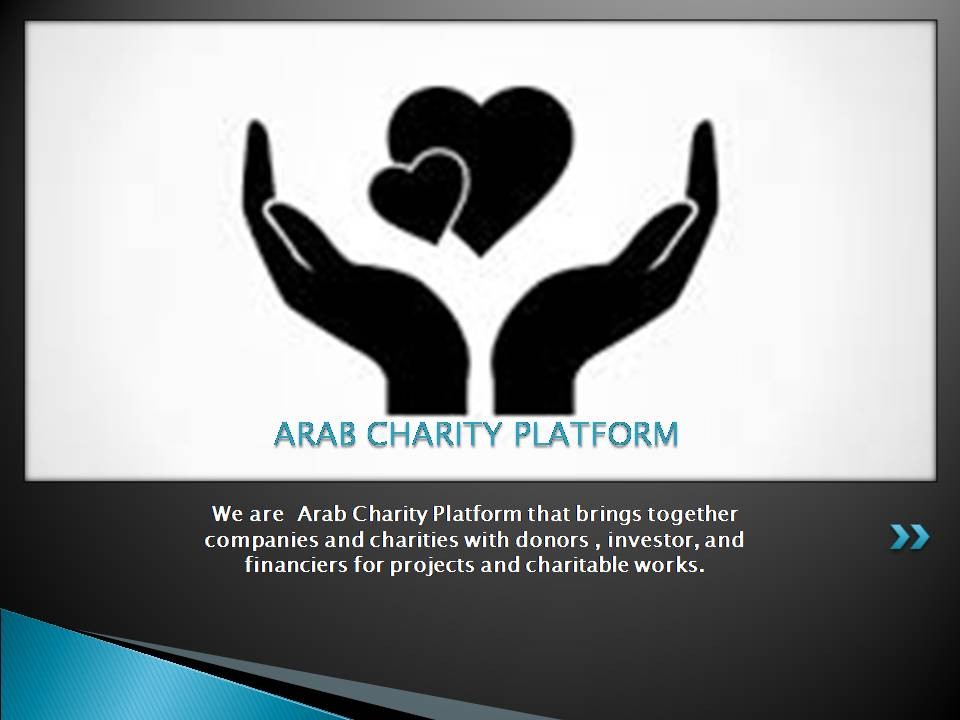 ARAB CHARITY PLATFORM
We are  Arab Charity Platform that brings together
companies and charities with donors , investor, and
financiers for projects and charitable works.